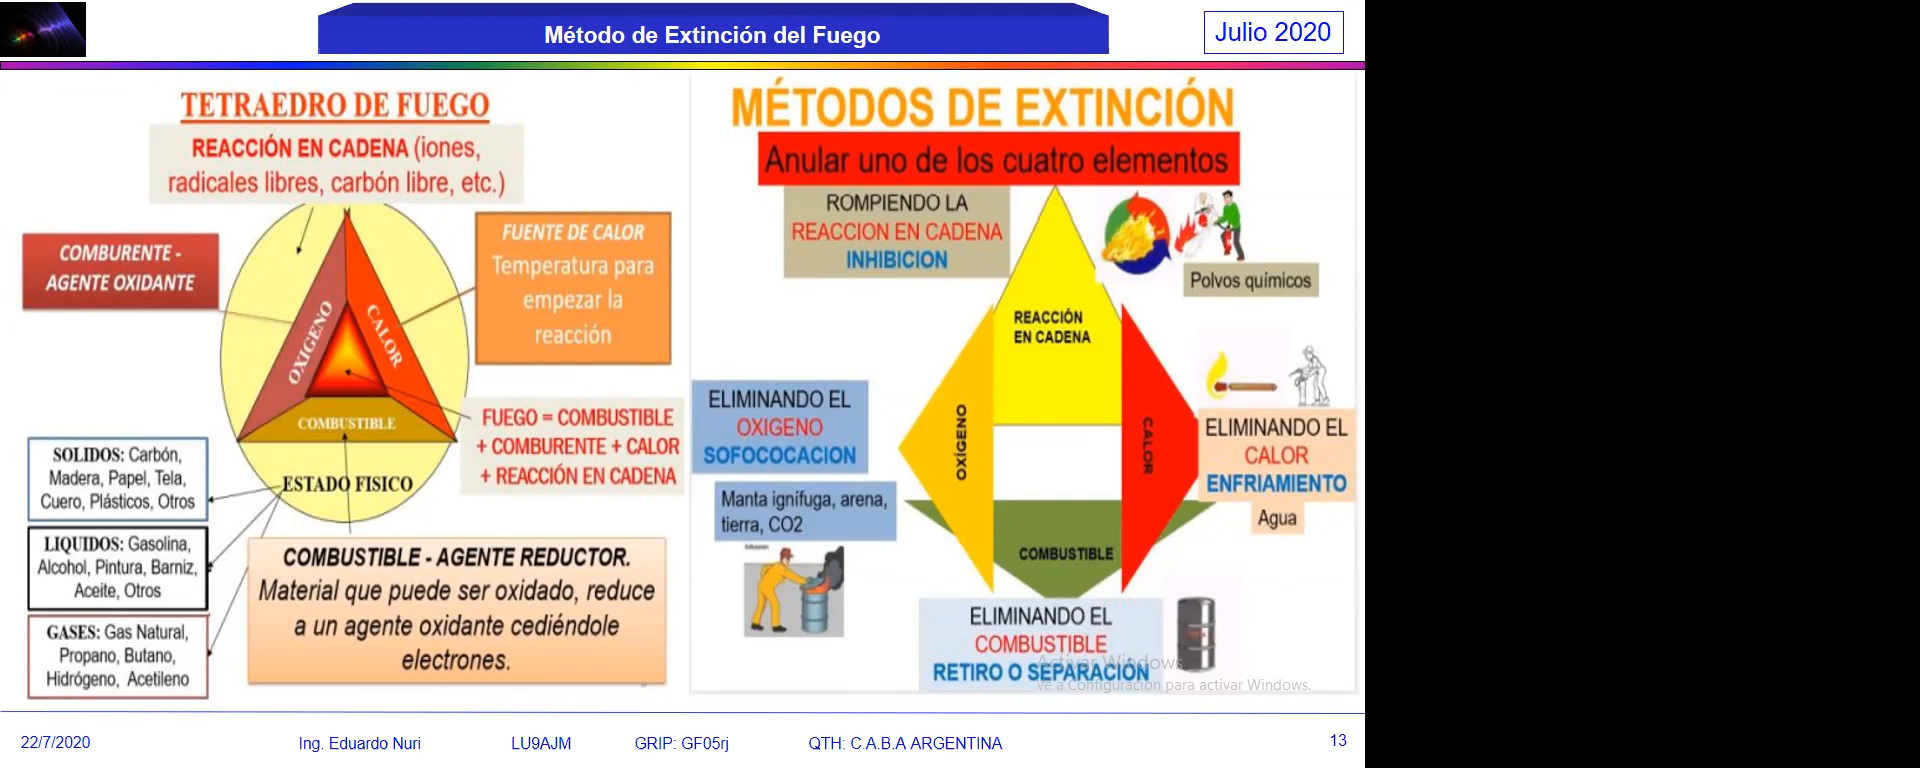 Método de Extinción del Fuego
Julio 2020
TETRAEDRO DE FUEGO
REACCIÓN EN CADENA (iones,
radicales libres, carbón libre, etc.)
COMBURENTE -
AGENTE OXIDANTE
FUENTE DE CALOR
Temperatura para
empezar la
reacción
OXIGENO
CALOR
COMBUSTIBLE
FUEGO = COMBUSTIBLE
+ COMBURENTE + CALOR
+ REACCIÓN EN CADENA
ESTADO FISICO
SOLIDOS: Carbón,
Madera, Papel, Tela,
Cuero, Plásticos, Otros
LIQUIDOS: Gasolina,
Alcohol, Pintura, Barniz,
Aceite, Otros
GASES: Gas Natural,
Propano, Butano,
Hidrógeno, Acetileno
COMBUSTIBLE - AGENTE REDUCTOR.
Material que puede ser oxidado, reduce
a un agente oxidante cediéndole
electrones.
MÉTODOS DE EXTINCIÓN
Anular uno de los cuatro elementos
ROMPIENDO LA
REACCION EN CADENA
INHIBICION
Polvos químicos
REACCIÓN
EN CADENA
ELIMINANDO EL
OXIGENO
SOFOCOCACION
Manta ignífuga, arena,
tierra, CO2
OXÍGENO
CALOR
ELIMINANDO EL
CALOR
ENFRIAMIENTO
Agua
COMBUSTIBLE
ELIMINANDO EL
COMBUSTIBLE
RETIRO O SEPARACIÓN
Activar Windows
Ve a Configuración para activar Windows.
22/7/2020
Ing. Eduardo Nuri
LU9AJM
GRIP: GF05rj
QTH: C.A.B.A ARGENTINA
13